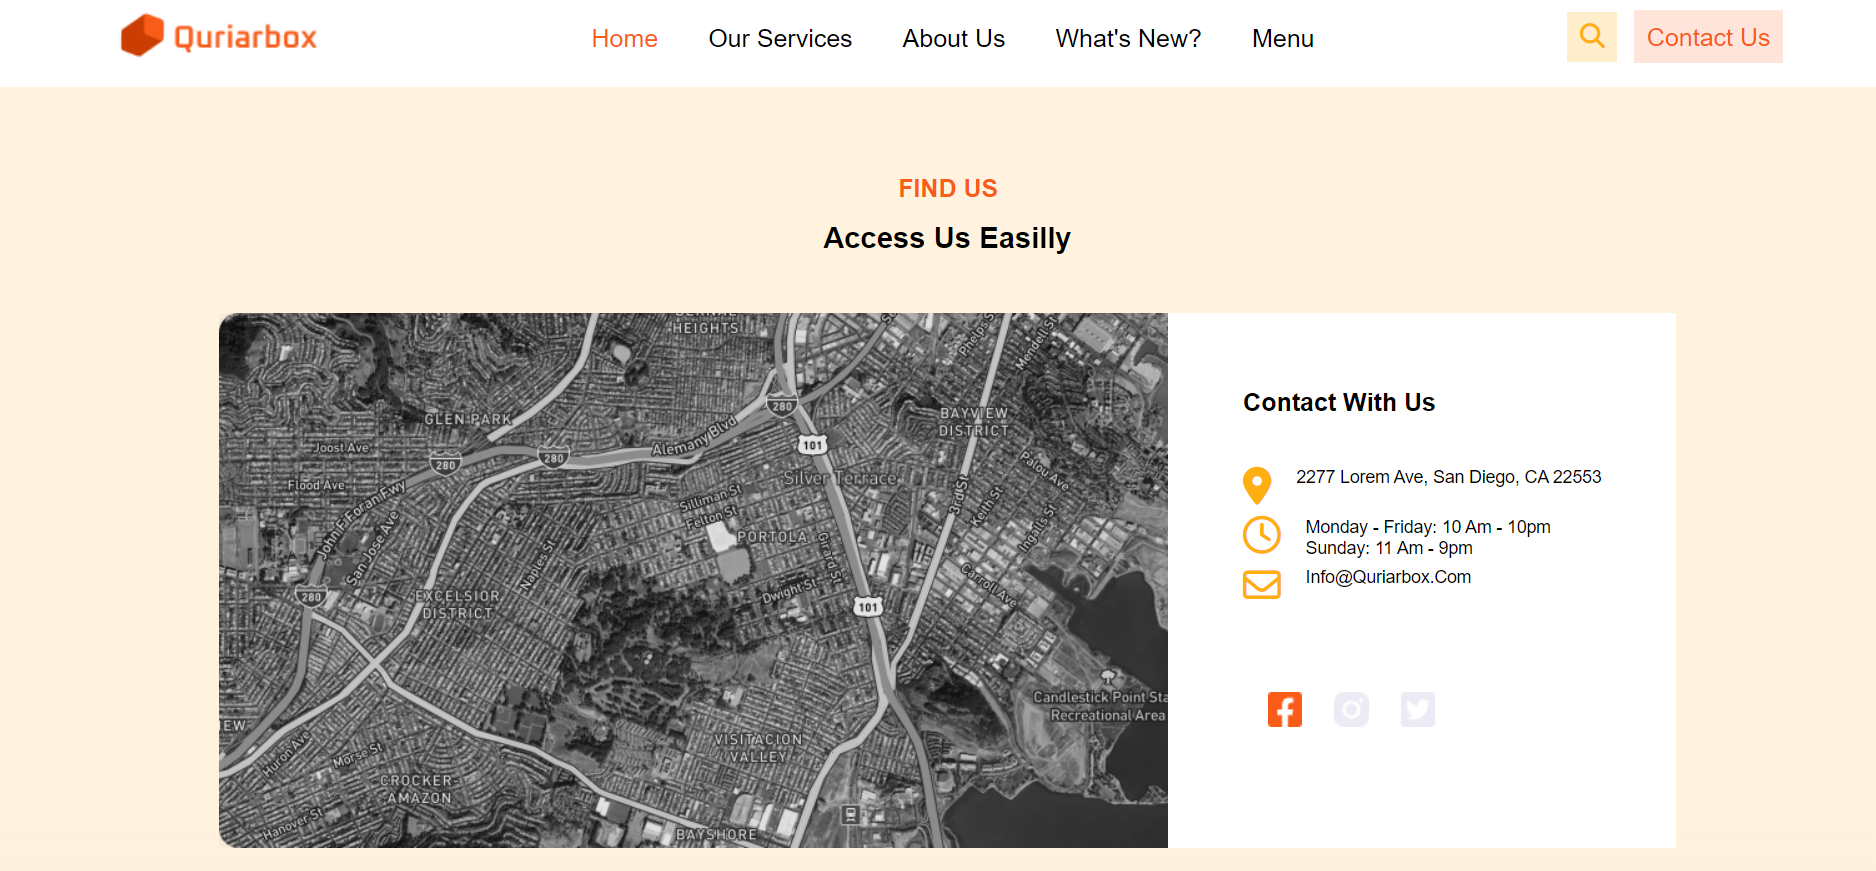 Quriarbox
Home Our Services About Us What's New? Menu
Contact Us
FIND US
Access Us Easilly
HEIGHTS
GLEN PARK
Joost Ave
Flood Ave
John F Foran Fwy
San Jose Ave
280
280
280
280
Alemany Blvd
101
101
Silver Terrace
Silliman St
Felton St
PORTOLA
Girard St
Dwight St
Naples St
EXCELSIOR
DISTRICT
BAYVIEW
DISTRICT
Phelps S
Mendell St
3rd St
Keith St
Palou Ave
Ingalls St
Carroll Ave
Candlestick Point Sta
Recreational Area
VISITACION
VALLEY
EW
Huron Ave
Morse St
CROCKER-
AMAZON
Hanover St
BAYSHORE
Contact With Us
2277 Lorem Ave, San Diego, CA 22553
Monday - Friday: 10 Am - 10pm
Sunday: 11 Am - 9pm
Info@Quriarbox.Com